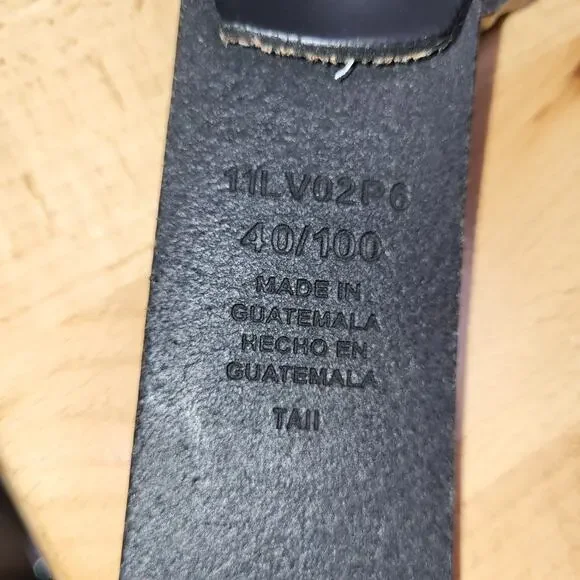 11LV02P6
40/100
MADE IN
GUATEMALA
HECHO EN
GUATEMALA
TAII